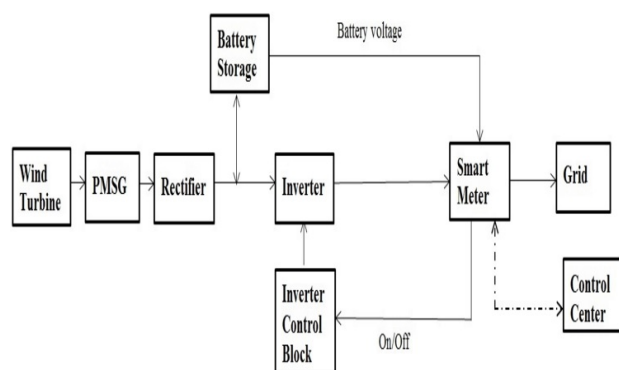 Battery
Storage
Battery voltage
Wind
Turbine
PMSG
Rectifier
Inverter
Smart
Meter
Grid
Inverter
Control
Block
On/Off
Control
Center